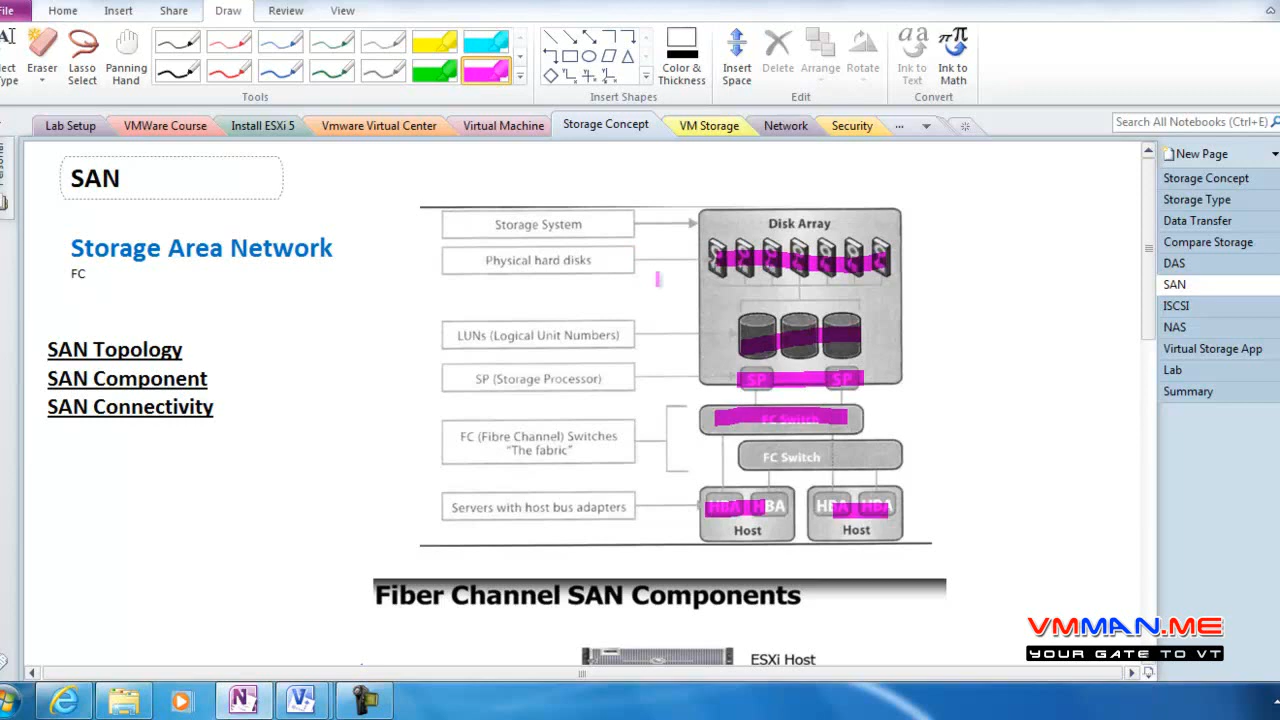 File
Home
Insert
Share
Draw
Review
View
Eraser
Lasso
Select
Panning
Hand
Type
Color &
Thickness
Insert
Space
Delete
Arrange
Rotate
Ink to
Text
Ink to
Math
Tools
Insert Shapes
Edit
Convert
Lab Setup
VMWare Course
Install ESXi 5
Vmware Virtual Center
Virtual Machine
Storage Concept
VM Storage
Network
Security
...
Search All Notebooks (Ctrl+E)
SAN
Storage Area Network
FC
SAN Topology
SAN Component
SAN Connectivity
Storage System
Physical hard disks
LUNs (Logical Unit Numbers)
SP (Storage Processor)
FC (Fibre Channel) Switches
"The fabric"
Servers with host bus adapters
Disk Array
SP SP
FC Switch
FC Switch
HBA HBA HBA HBA
Host Host
Fiber Channel SAN Components
ESXi Host
New Page
Storage Concept
Storage Type
Data Transfer
Compare Storage
DAS
SAN
ISCSI
NAS
Virtual Storage App
Lab
Summary
VMMAN.ME
YOUR GATE TO VT